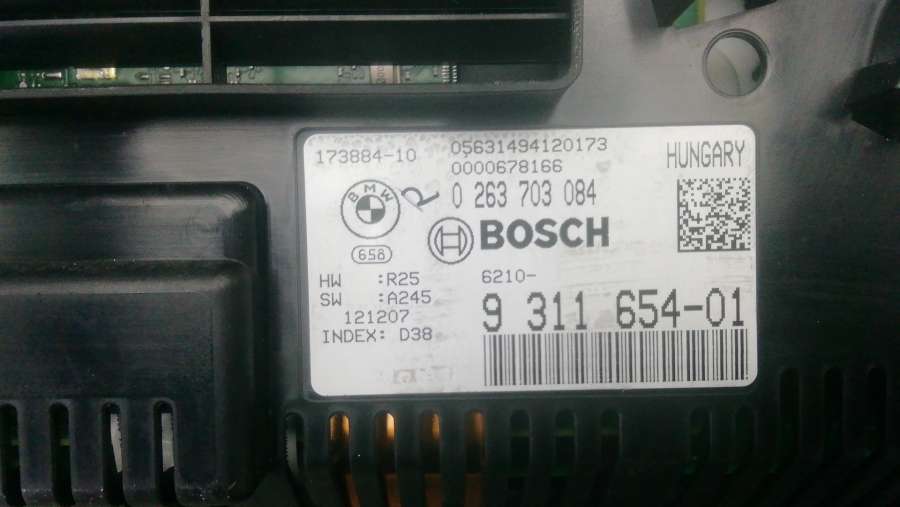 173884-10
05631494120173
0000678166
HUNGARY
BMW
R
0 263 703 084
658
BOSCH
HW :R25
SW :A245
121207
INDEX: D38
6210-
9 311 654-01